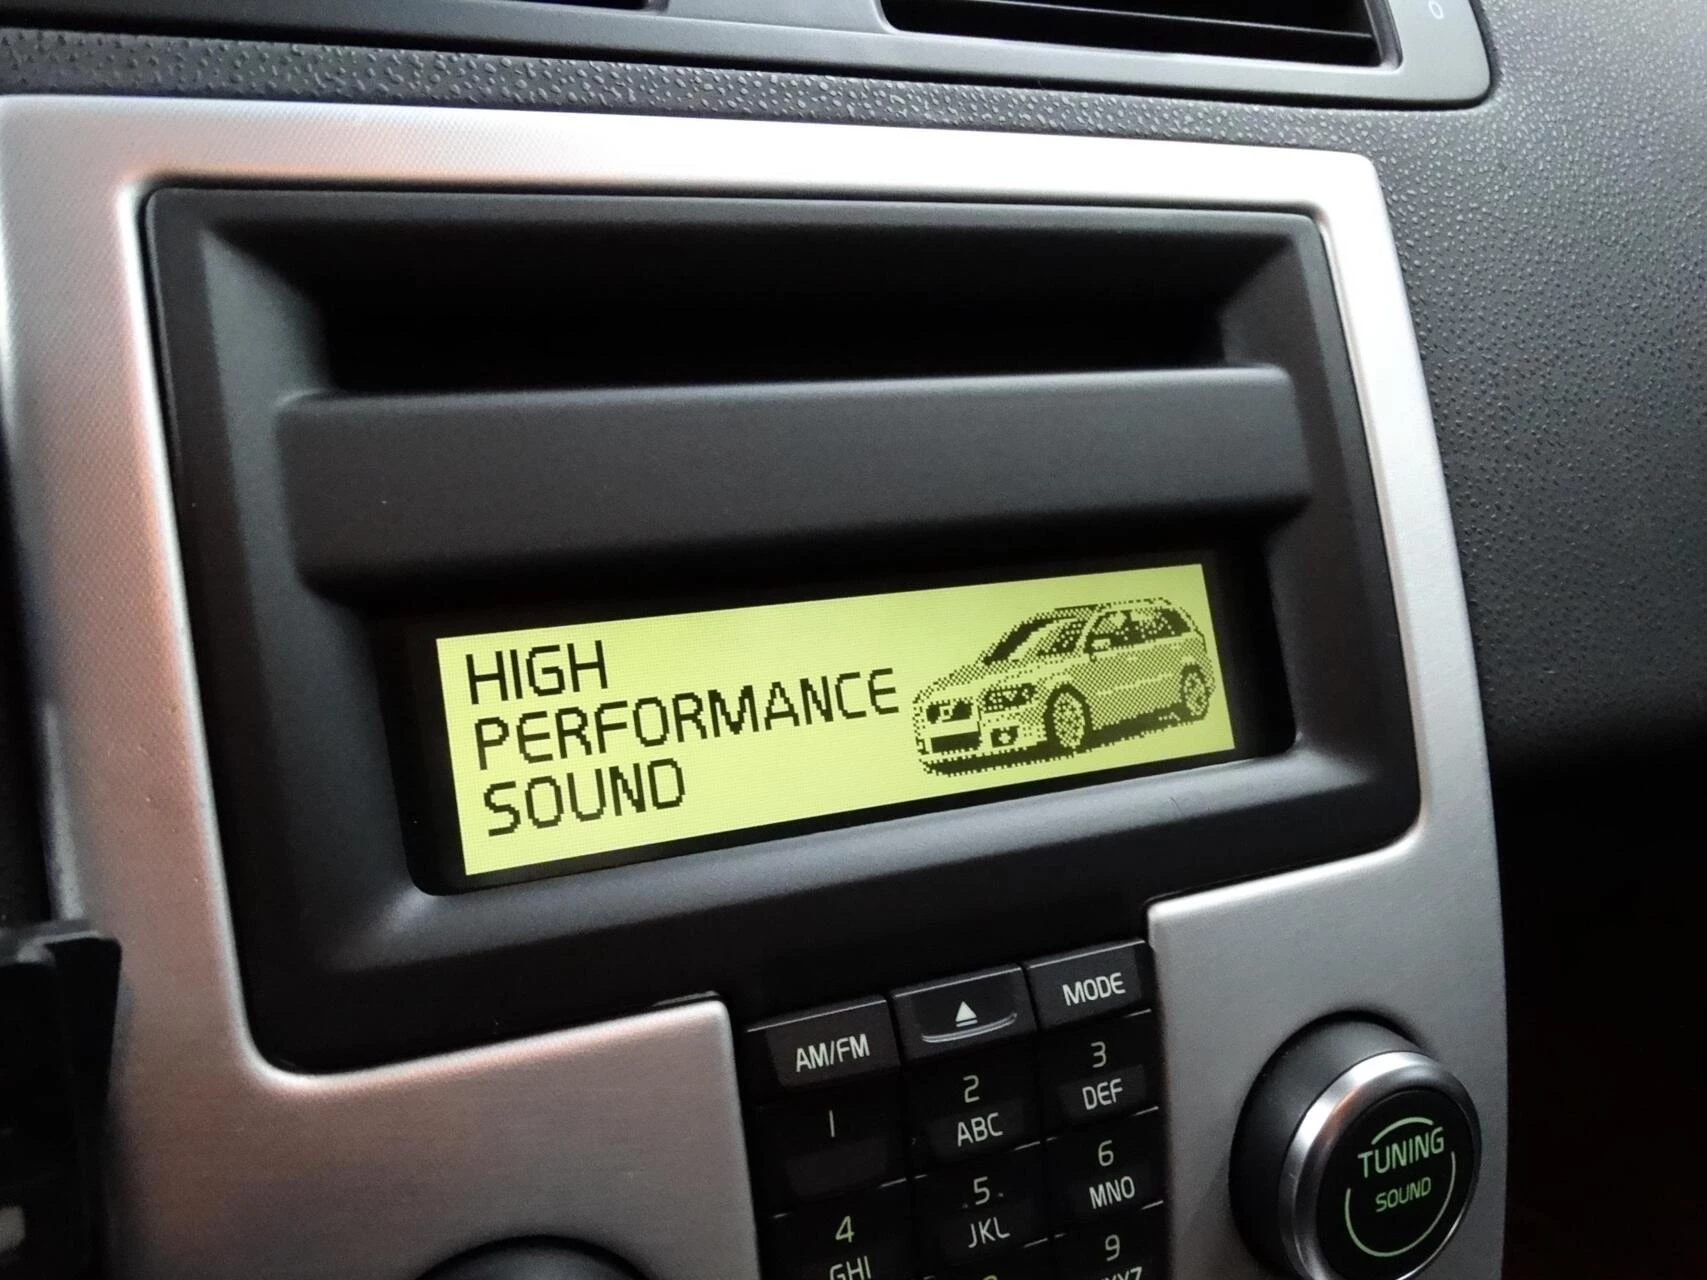 HIGH
PERFORMANCE
SOUND
AM/FM
MODE
1
2
ABC
3
DEF
4
GHI
5
JKL
6
MNO
9
TUNING
SOUND